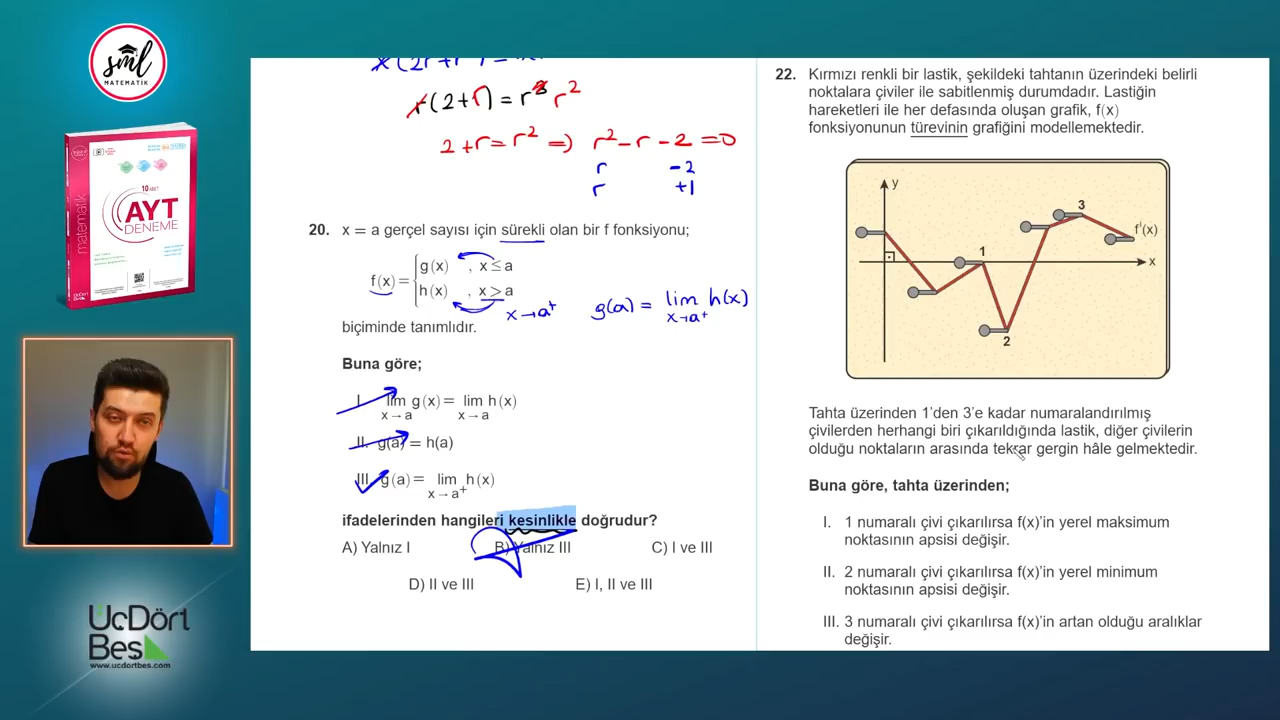 sml
MATEMATİK
matematik
10 ADET
AYT
DENEME
ÜçDört
Beş
www.ucdortbes.com
r(2+r) = r³ r²
2+r=r² => r²-r-2=0
r -2
r +1
20. x = a gerçel sayısı için sürekli olan bir f fonksiyonu;
f(x) = { g(x) , x ≤ a
h(x) , x > a
x→a⁺ g(a) = lim h(x)
x→a⁺
biçiminde tanımlıdır.
Buna göre;
I. lim g(x) = lim h(x)
x→a x→a
II. g(a) = h(a)
III. g(a) = lim h(x)
x→a⁺
ifadelerinden hangileri kesinlikle doğrudur?
A) Yalnız I B) Yalnız III C) I ve III
D) II ve III E) I, II ve III
22. Kırmızı renkli bir lastik, şekildeki tahtanın üzerindeki belirli
noktalara çiviler ile sabitlenmiş durumdadır. Lastiğin
hareketleri ile her defasında oluşan grafik, f(x)
fonksiyonunun türevinin grafiğini modellemektedir.
y
3
f'(x)
1
x
2
Tahta üzerinden 1'den 3'e kadar numaralandırılmış
çivilerden herhangi biri çıkarıldığında lastik, diğer çivilerin
olduğu noktaların arasında tekrar gergin hâle gelmektedir.
Buna göre, tahta üzerinden;
I. 1 numaralı çivi çıkarılırsa f(x)'in yerel maksimum
noktasının apsisi değişir.
II. 2 numaralı çivi çıkarılırsa f(x)'in yerel minimum
noktasının apsisi değişir.
III. 3 numaralı çivi çıkarılırsa f(x)'in artan olduğu aralıklar
değişir.